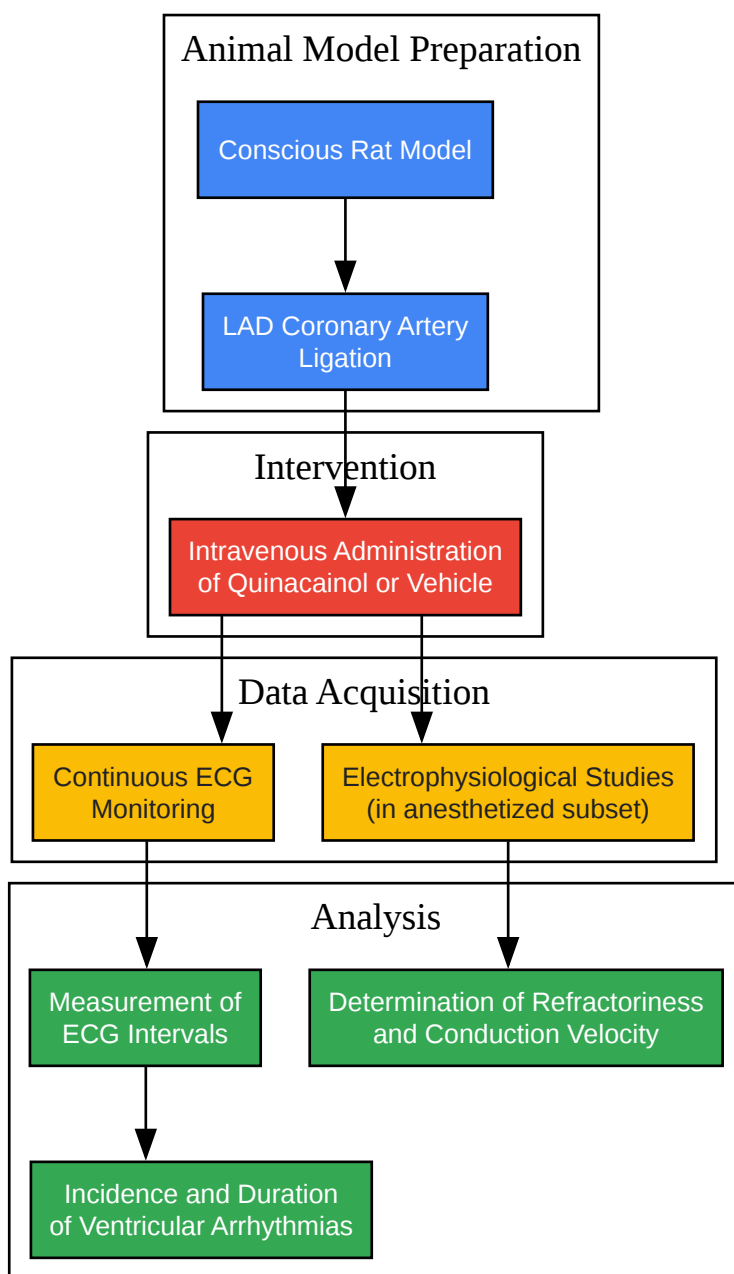 Animal Model Preparation
Conscious Rat Model
LAD Coronary Artery
Ligation
Intervention
Intravenous Administration
of Quinacainol or Vehicle
Data Acquisition
Continuous ECG
Monitoring
Electrophysiological Studies
(in anesthetized subset)
Analysis
Measurement of
ECG Intervals
Determination of Refractoriness
and Conduction Velocity
Incidence and Duration
of Ventricular Arrhythmias